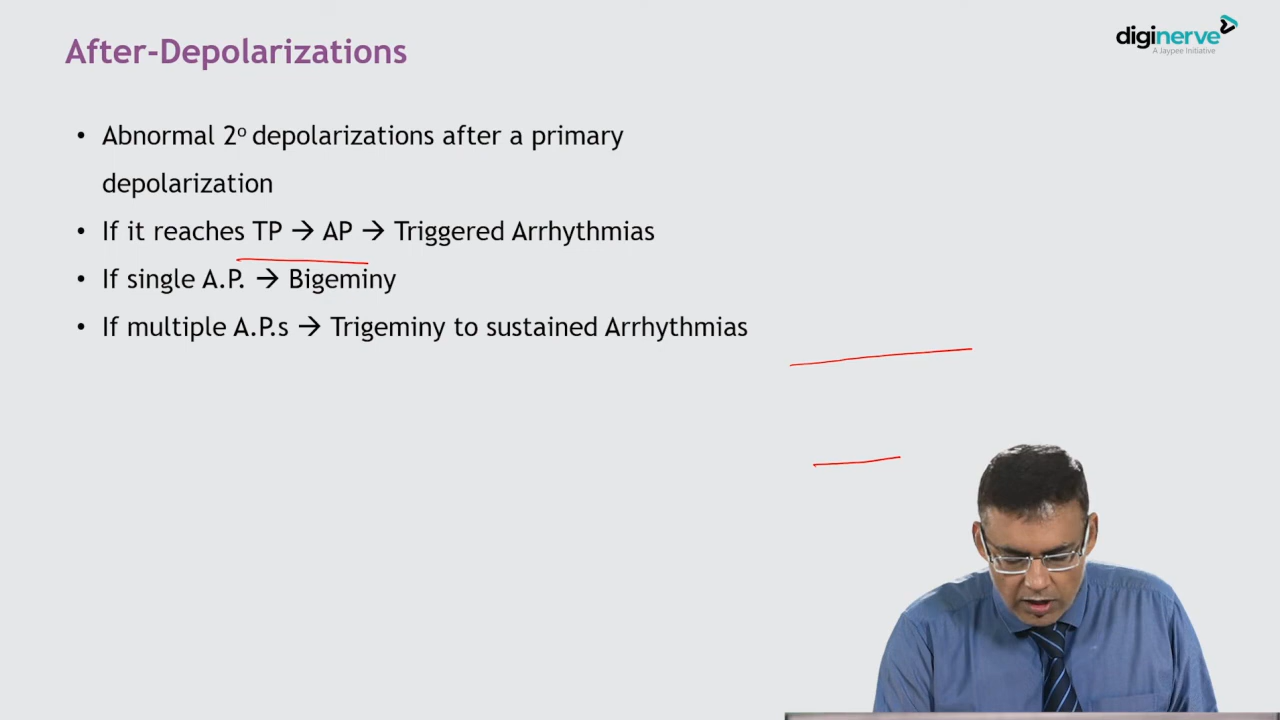 After-Depolarizations
diginerve
A Jaypee Initiative
• Abnormal 2º depolarizations after a primary
depolarization
• If it reaches TP → AP → Triggered Arrhythmias
• If single A.P. → Bigeminy
• If multiple A.P.s → Trigeminy to sustained Arrhythmias